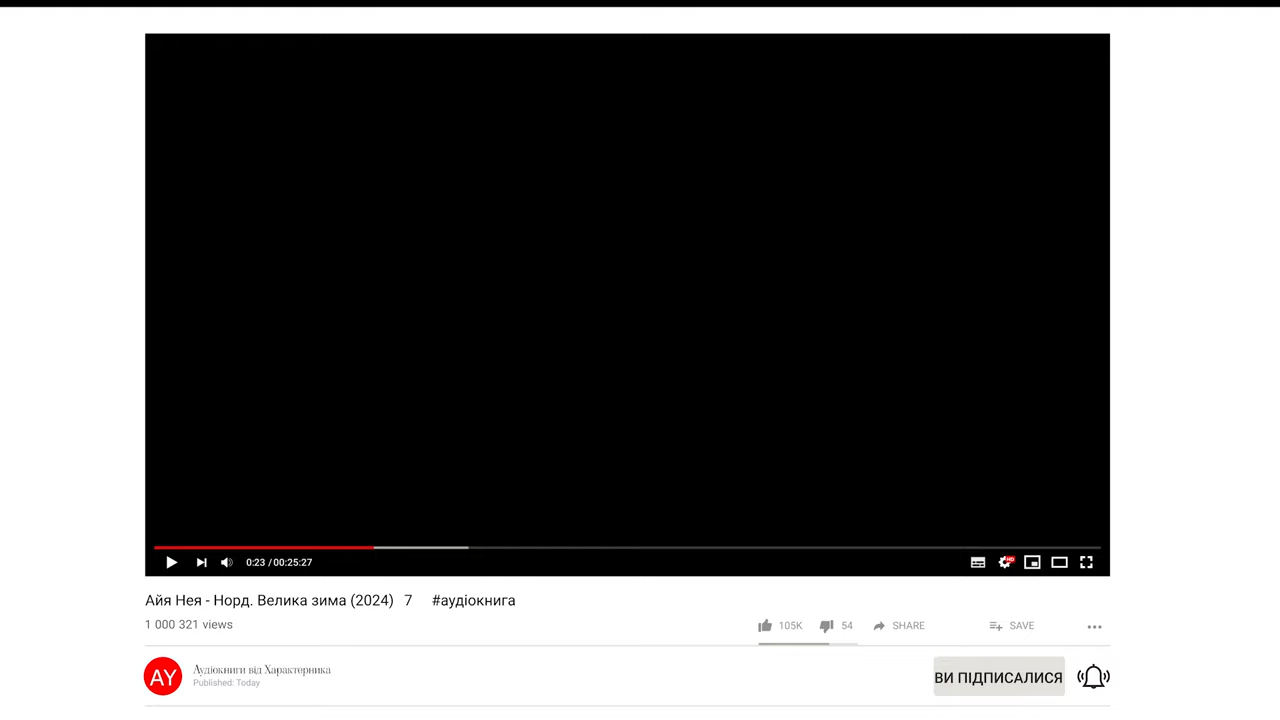 HD
0:23 / 00:25:27
Айя Нея - Норд. Велика зима (2024) 7 #аудіокнига
1 000 321 views
105K 54 SHARE SAVE
AY
Аудіокниги від Характерника
Published: Today
ВИ ПІДПИСАЛИСЯ